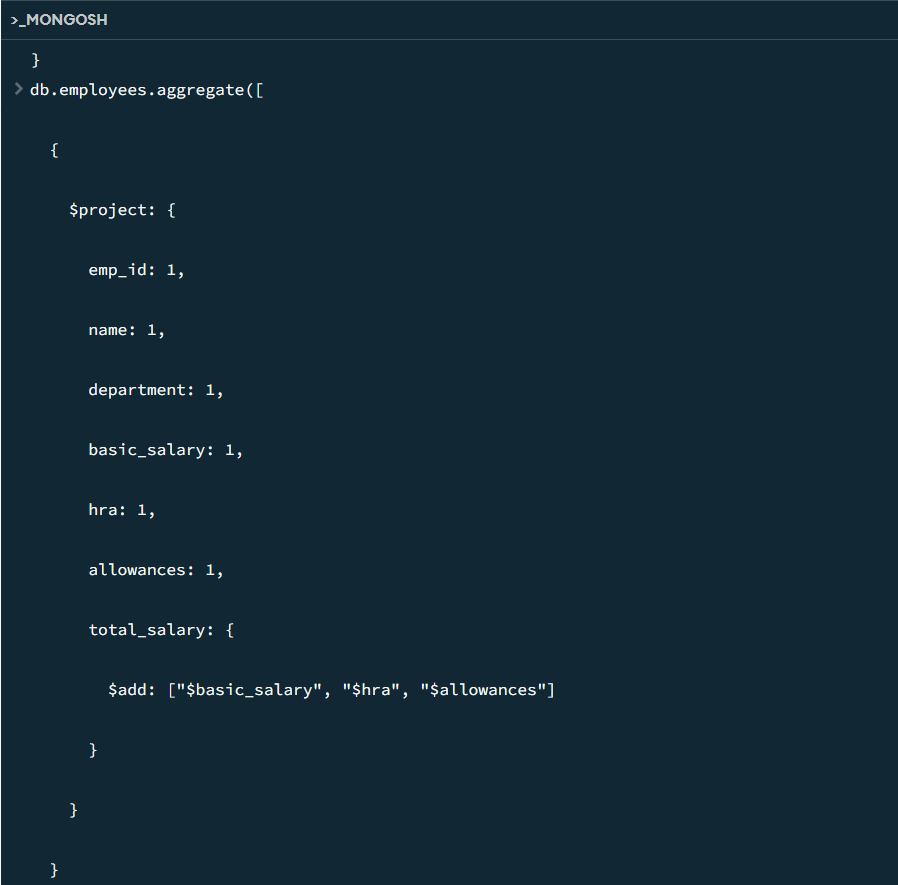 >_MONGOSH
}
> db.employees.aggregate([
{
$project: {
emp_id: 1,
name: 1,
department: 1,
basic_salary: 1,
hra: 1,
allowances: 1,
total_salary: {
$add: ["$basic_salary", "$hra", "$allowances"]
}
}
}